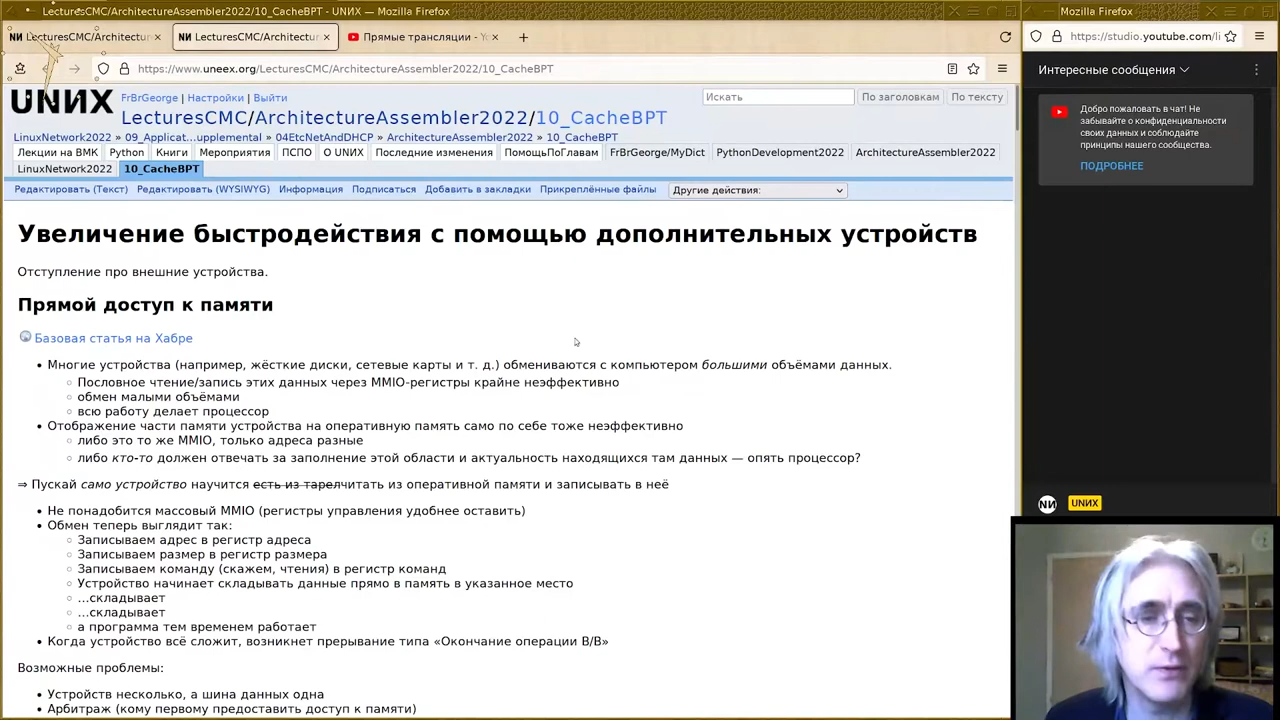 LecturesCMC/ArchitectureAssembler2022/10_CacheBPT - UNИX — Mozilla Firefox
Mozilla Firefox
LecturesCMC/Architectur
LecturesCMC/Architectur
Прямые трансляции - Yo
https://www.uneex.org/LecturesCMC/ArchitectureAssembler2022/10_CacheBPT
https://studio.youtube.com/li
UNИX
FrBrGeorge | Настройки | Выйти
Искать
По заголовкам
По тексту
LecturesCMC/ArchitectureAssembler2022/10_CacheBPT
LinuxNetwork2022 » 09_Applicat...upplemental » 04EtcNetAndDHCP » ArchitectureAssembler2022 » 10_CacheBPT
Лекции на ВМК Python Книги Мероприятия ПСПО О UNИX Последние изменения ПомощьПоГлавам FrBrGeorge/MyDict PythonDevelopment2022 ArchitectureAssembler2022
LinuxNetwork2022 10_CacheBPT
Редактировать (Текст) Редактировать (WYSIWYG) Информация Подписаться Добавить в закладки Прикреплённые файлы Другие действия:
Увеличение быстродействия с помощью дополнительных устройств
Отступление про внешние устройства.
Прямой доступ к памяти
Базовая статья на Хабре
• Многие устройства (например, жёсткие диски, сетевые карты и т. д.) обмениваются с компьютером большими объёмами данных.
◦ Пословное чтение/запись этих данных через MMIO-регистры крайне неэффективно
◦ обмен малыми объёмами
◦ всю работу делает процессор
• Отображение части памяти устройства на оперативную память само по себе тоже неэффективно
◦ либо это то же MMIO, только адреса разные
◦ либо кто-то должен отвечать за заполнение этой области и актуальность находящихся там данных — опять процессор?
⇒ Пускай само устройство научится есть из тарелчитать из оперативной памяти и записывать в неё
• Не понадобится массовый MMIO (регистры управления удобнее оставить)
• Обмен теперь выглядит так:
◦ Записываем адрес в регистр адреса
◦ Записываем размер в регистр размера
◦ Записываем команду (скажем, чтения) в регистр команд
◦ Устройство начинает складывать данные прямо в память в указанное место
◦ …складывает
◦ …складывает
◦ а программа тем временем работает
• Когда устройство всё сложит, возникнет прерывание типа «Окончание операции В/В»
Возможные проблемы:
• Устройств несколько, а шина данных одна
• Арбитраж (кому первому предоставить доступ к памяти)
Интересные сообщения
Добро пожаловать в чат! Не
забывайте о конфиденциальности
своих данных и соблюдайте
принципы нашего сообщества.
ПОДРОБНЕЕ
UNИX